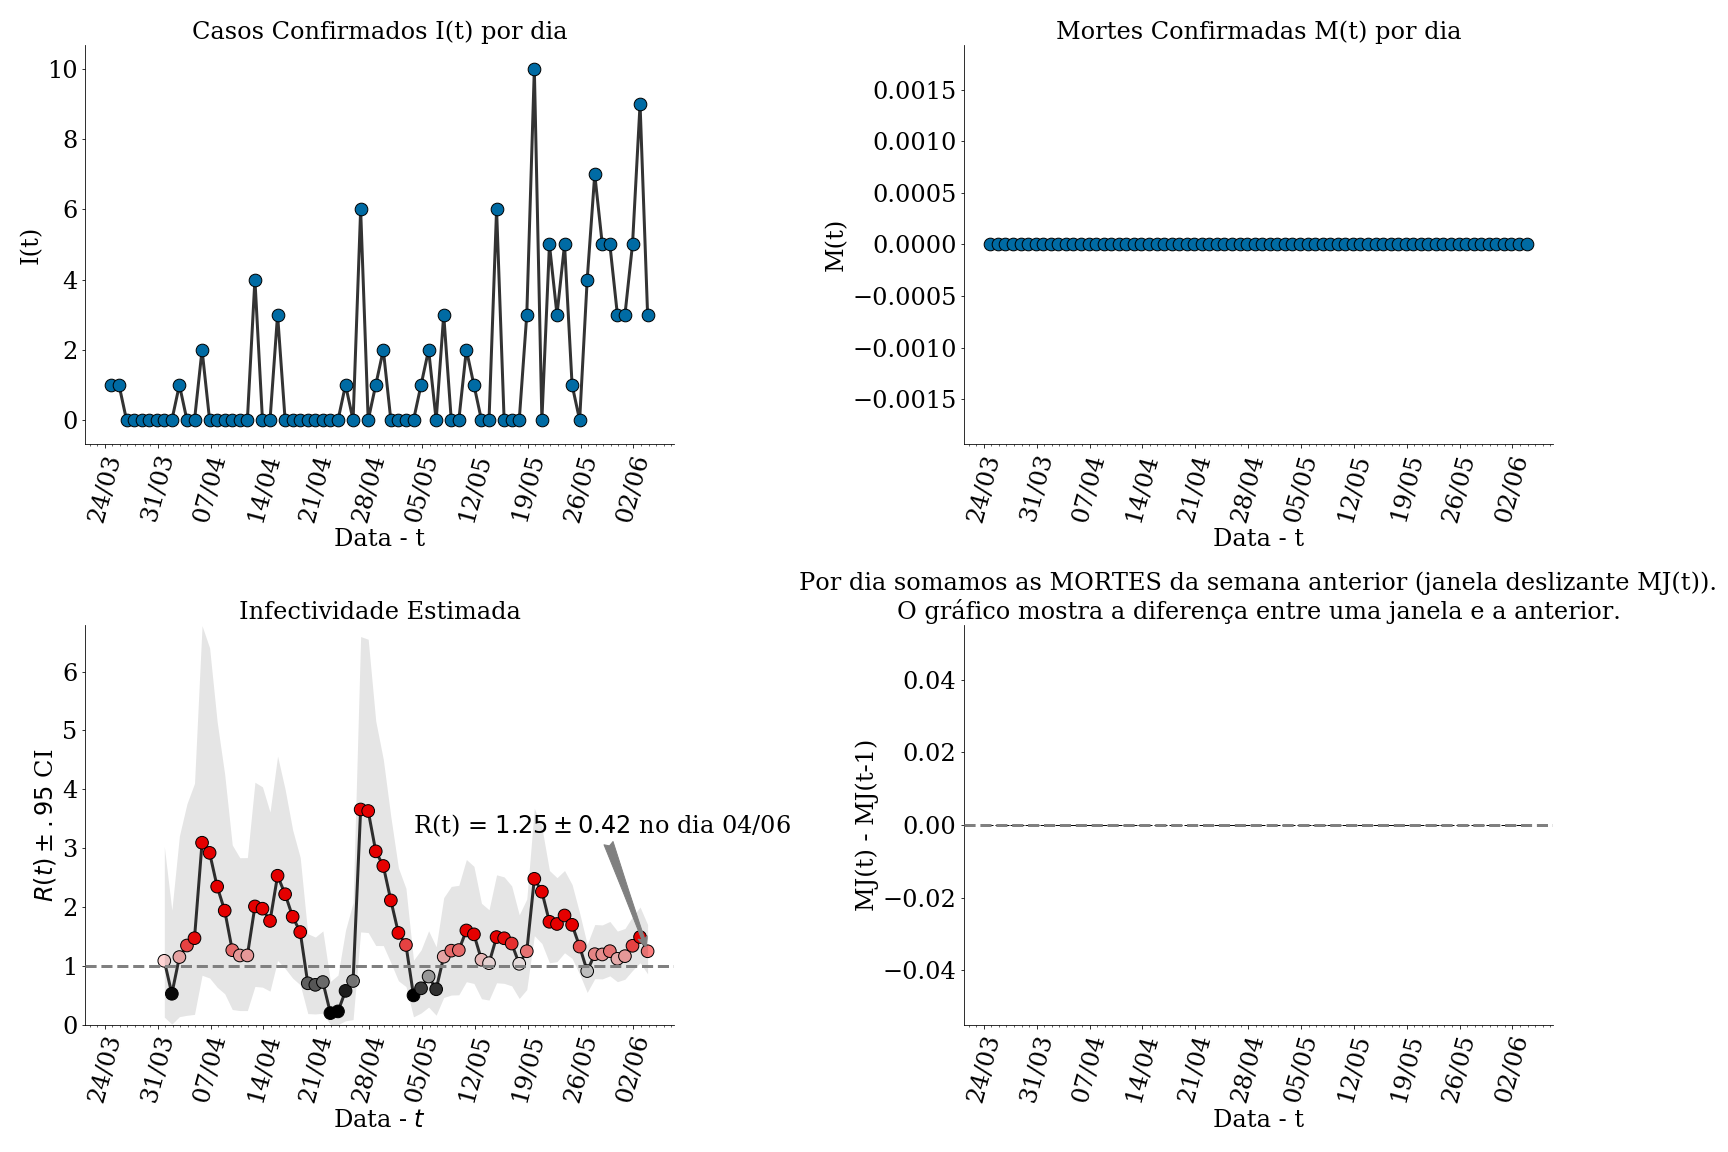 Casos Confirmados I(t) por dia
I(t)
10
8
6
4
2
0
24/03 31/03 07/04 14/04 21/04 28/04 05/05 12/05 19/05 26/05 02/06
Data - t
Mortes Confirmadas M(t) por dia
M(t)
0.0015
0.0010
0.0005
0.0000
−0.0005
−0.0010
−0.0015
24/03 31/03 07/04 14/04 21/04 28/04 05/05 12/05 19/05 26/05 02/06
Data - t
Infectividade Estimada
R(t) ± .95 CI
6
5
4
3
2
1
0
R(t) = 1.25 ± 0.42 no dia 04/06
24/03 31/03 07/04 14/04 21/04 28/04 05/05 12/05 19/05 26/05 02/06
Data - t
Por dia somamos as MORTES da semana anterior (janela deslizante MJ(t)).
O gráfico mostra a diferença entre uma janela e a anterior.
MJ(t) - MJ(t-1)
0.04
0.02
0.00
−0.02
−0.04
24/03 31/03 07/04 14/04 21/04 28/04 05/05 12/05 19/05 26/05 02/06
Data - t